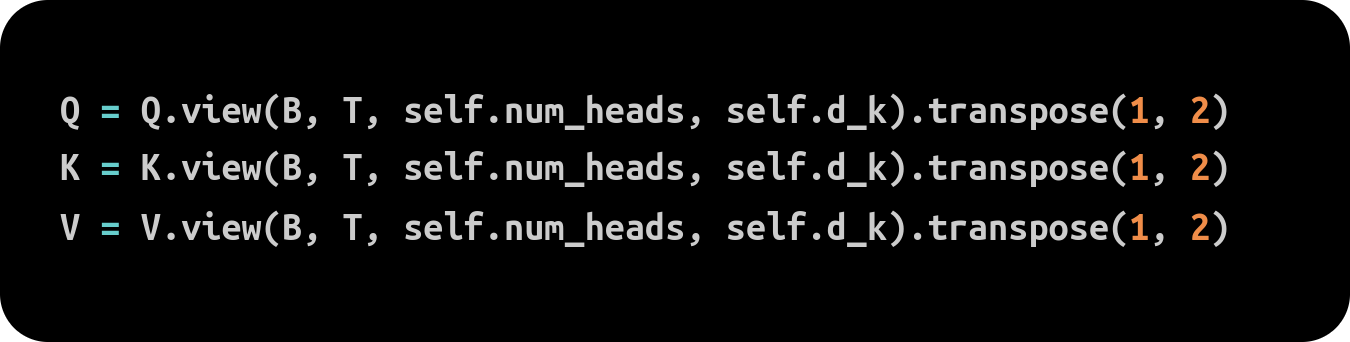 Q = Q.view(B, T, self.num_heads, self.d_k).transpose(1, 2)
K = K.view(B, T, self.num_heads, self.d_k).transpose(1, 2)
V = V.view(B, T, self.num_heads, self.d_k).transpose(1, 2)